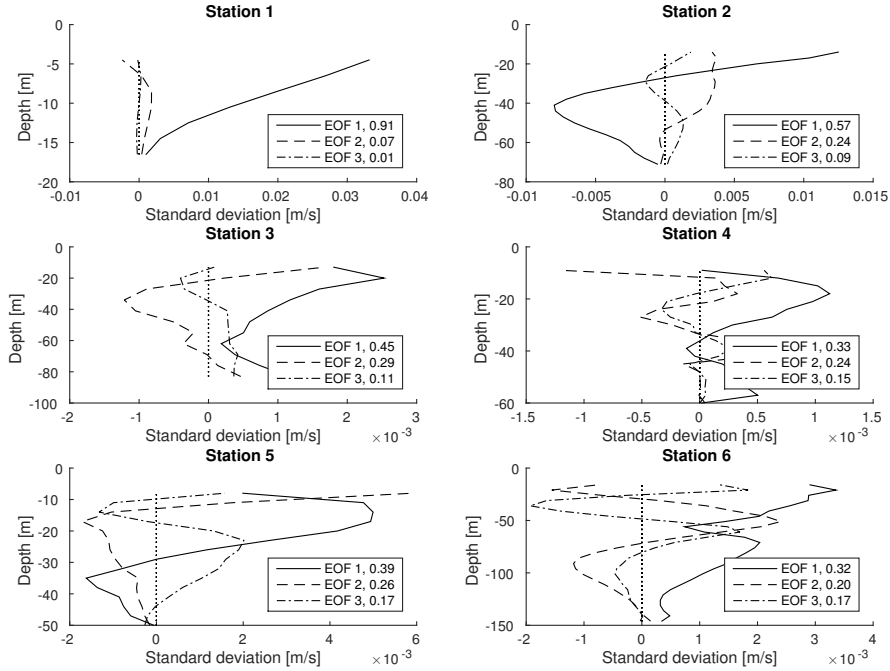 Station 1
0
-5
-10
-15
-20
Depth [m]
-0.01
0
0.01
0.02
0.03
0.04
Standard deviation [m/s]
EOF 1, 0.91
EOF 2, 0.07
EOF 3, 0.01
Station 2
0
-20
-40
-60
-80
Depth [m]
-0.01
-0.005
0
0.005
0.01
0.015
Standard deviation [m/s]
EOF 1, 0.57
EOF 2, 0.24
EOF 3, 0.09
Station 3
0
-20
-40
-60
-80
-100
Depth [m]
-2
-1
0
1
2
3
Standard deviation [m/s]
×10⁻³
EOF 1, 0.45
EOF 2, 0.29
EOF 3, 0.11
Station 4
0
-20
-40
-60
Depth [m]
-1.5
-1
-0.5
0
0.5
1
1.5
Standard deviation [m/s]
×10⁻³
EOF 1, 0.33
EOF 2, 0.24
EOF 3, 0.15
Station 5
0
-10
-20
-30
-40
-50
Depth [m]
-2
0
2
4
6
Standard deviation [m/s]
×10⁻³
EOF 1, 0.39
EOF 2, 0.26
EOF 3, 0.17
Station 6
0
-50
-100
-150
Depth [m]
-2
-1
0
1
2
3
4
Standard deviation [m/s]
×10⁻³
EOF 1, 0.32
EOF 2, 0.20
EOF 3, 0.17